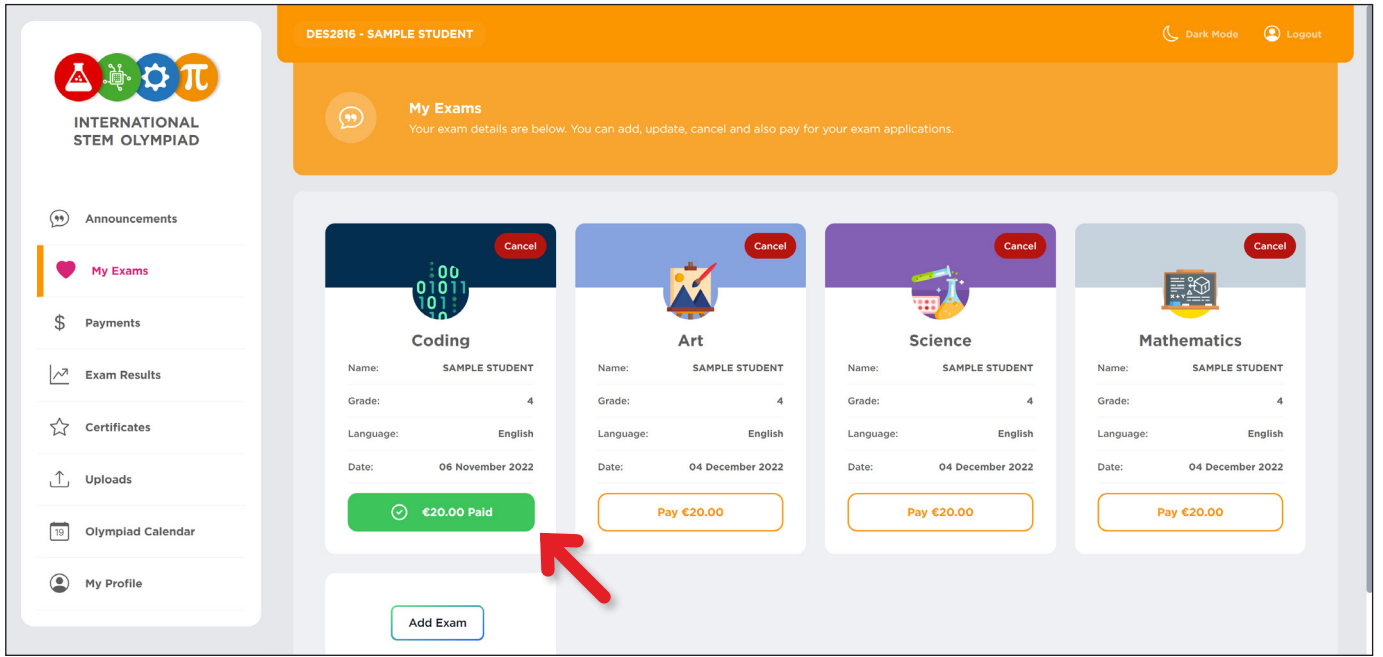 DES2816 - SAMPLE STUDENT
Dark Mode
Logout
INTERNATIONAL
STEM OLYMPIAD
My Exams
Your exam details are below. You can add, update, cancel and also pay for your exam applications.
Announcements
My Exams
Payments
Exam Results
Certificates
Uploads
19
Olympiad Calendar
My Profile
Cancel
Coding
Name: SAMPLE STUDENT
Grade: 4
Language: English
Date: 06 November 2022
€20.00 Paid
Cancel
Art
Name: SAMPLE STUDENT
Grade: 4
Language: English
Date: 04 December 2022
Pay €20.00
Cancel
Science
Name: SAMPLE STUDENT
Grade: 4
Language: English
Date: 04 December 2022
Pay €20.00
Cancel
Mathematics
Name: SAMPLE STUDENT
Grade: 4
Language: English
Date: 04 December 2022
Pay €20.00
Add Exam